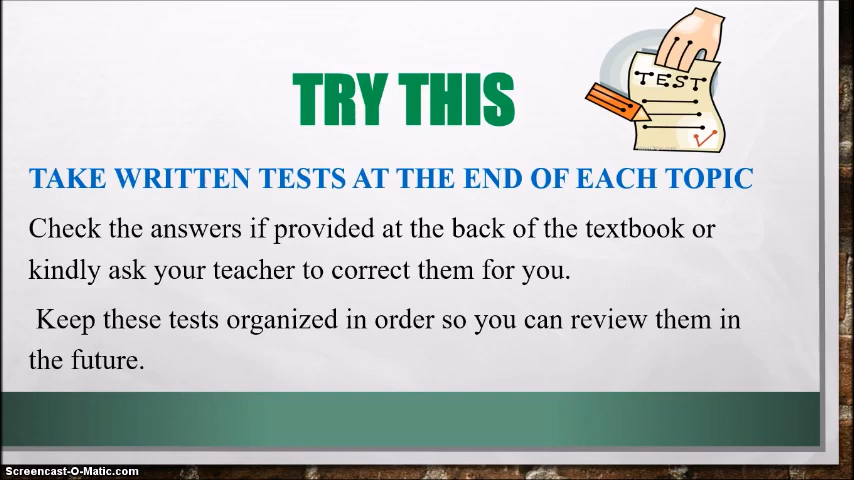 TRY THIS
TEST
TAKE WRITTEN TESTS AT THE END OF EACH TOPIC
Check the answers if provided at the back of the textbook or
kindly ask your teacher to correct them for you.
Keep these tests organized in order so you can review them in
the future.
Screencast-O-Matic.com